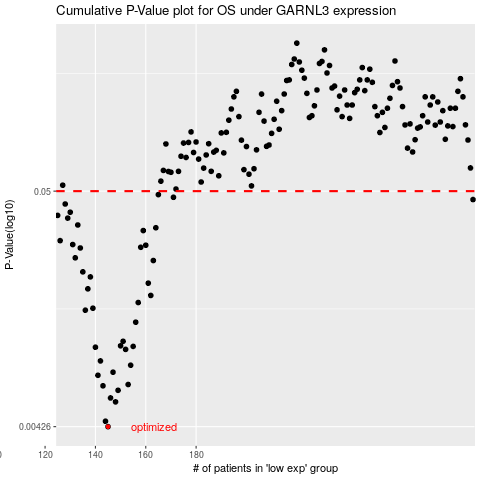 Cumulative P-Value plot for OS under GARNL3 expression
P-Value(log10)
0.05
0.00426
optimized
0 120 140 160 180
# of patients in 'low exp' group